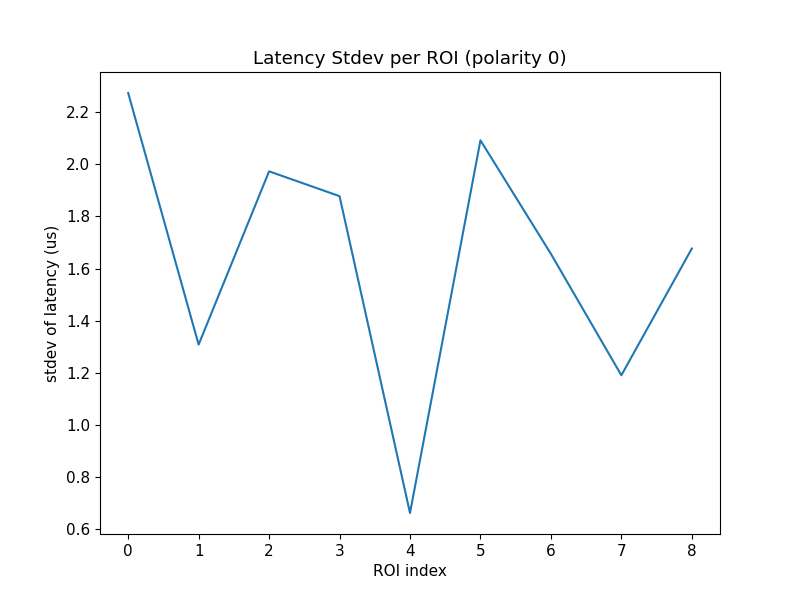 Latency Stdev per ROI (polarity 0)
stdev of latency (us)
2.2
2.0
1.8
1.6
1.4
1.2
1.0
0.8
0.6
0 1 2 3 4 5 6 7 8
ROI index